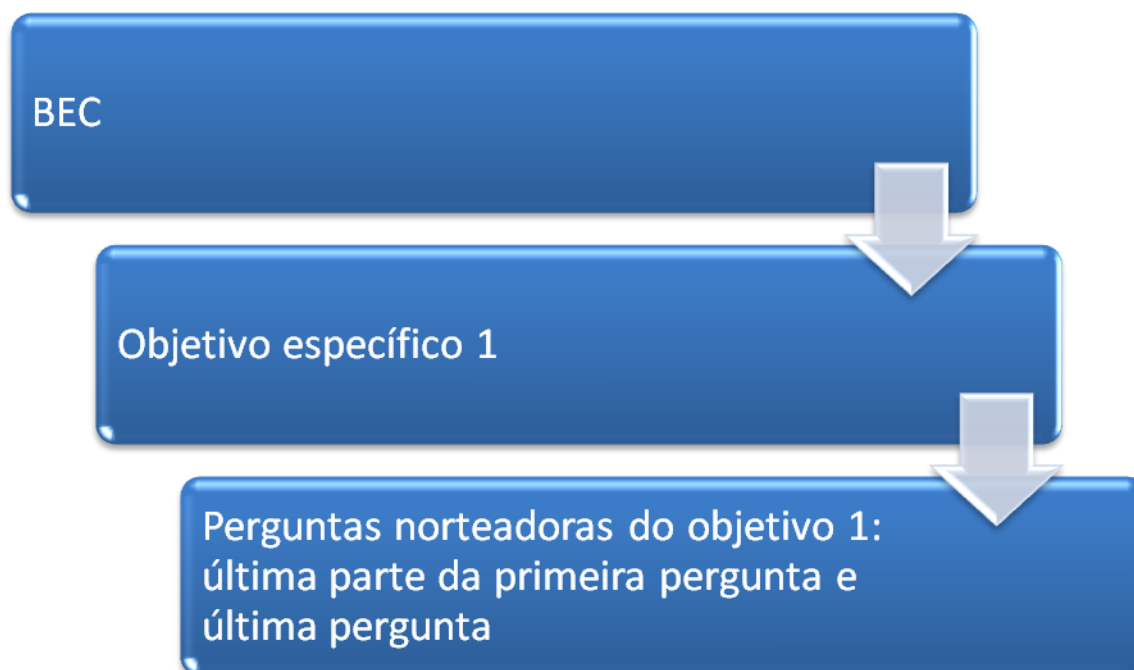 BEC
Objetivo específico 1
Perguntas norteadoras do objetivo 1:
última parte da primeira pergunta e
última pergunta